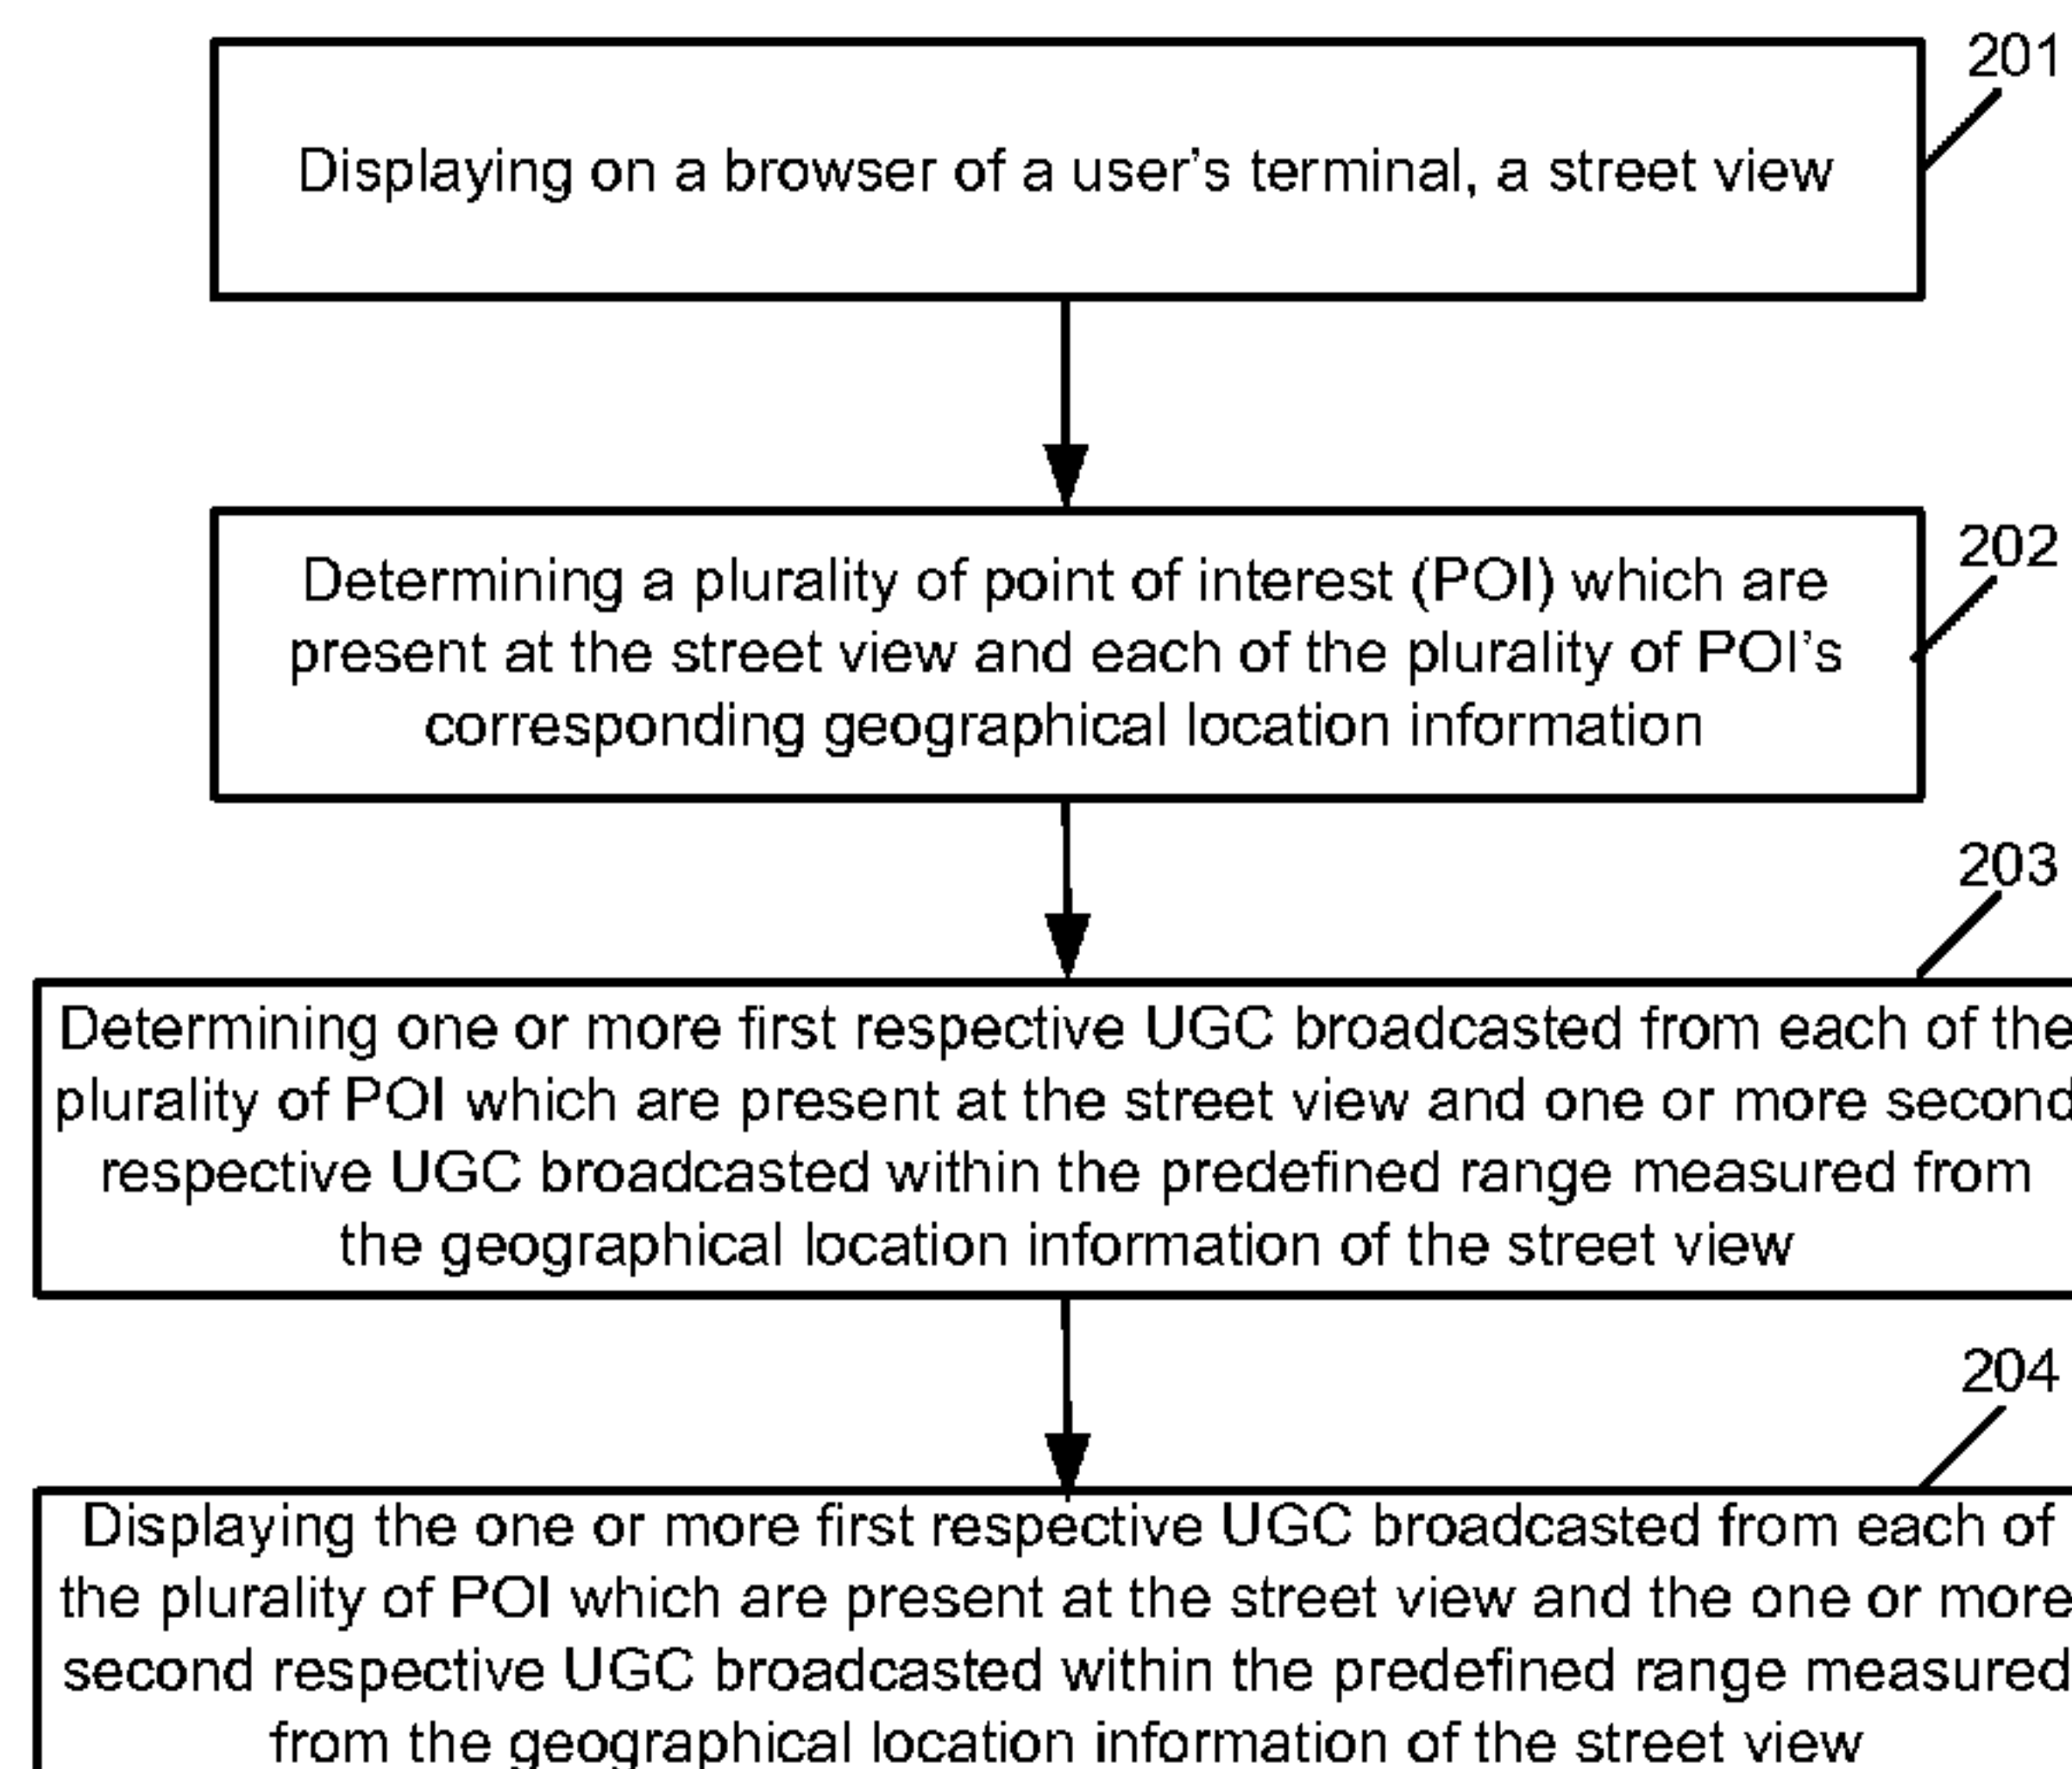 201
Displaying on a browser of a user's terminal, a street view
202
Determining a plurality of point of interest (POI) which are
present at the street view and each of the plurality of POI's
corresponding geographical location information
203
Determining one or more first respective UGC broadcasted from each of the
plurality of POI which are present at the street view and one or more second
respective UGC broadcasted within the predefined range measured from
the geographical location information of the street view
204
Displaying the one or more first respective UGC broadcasted from each of
the plurality of POI which are present at the street view and the one or more
second respective UGC broadcasted within the predefined range measured
from the geographical location information of the street view